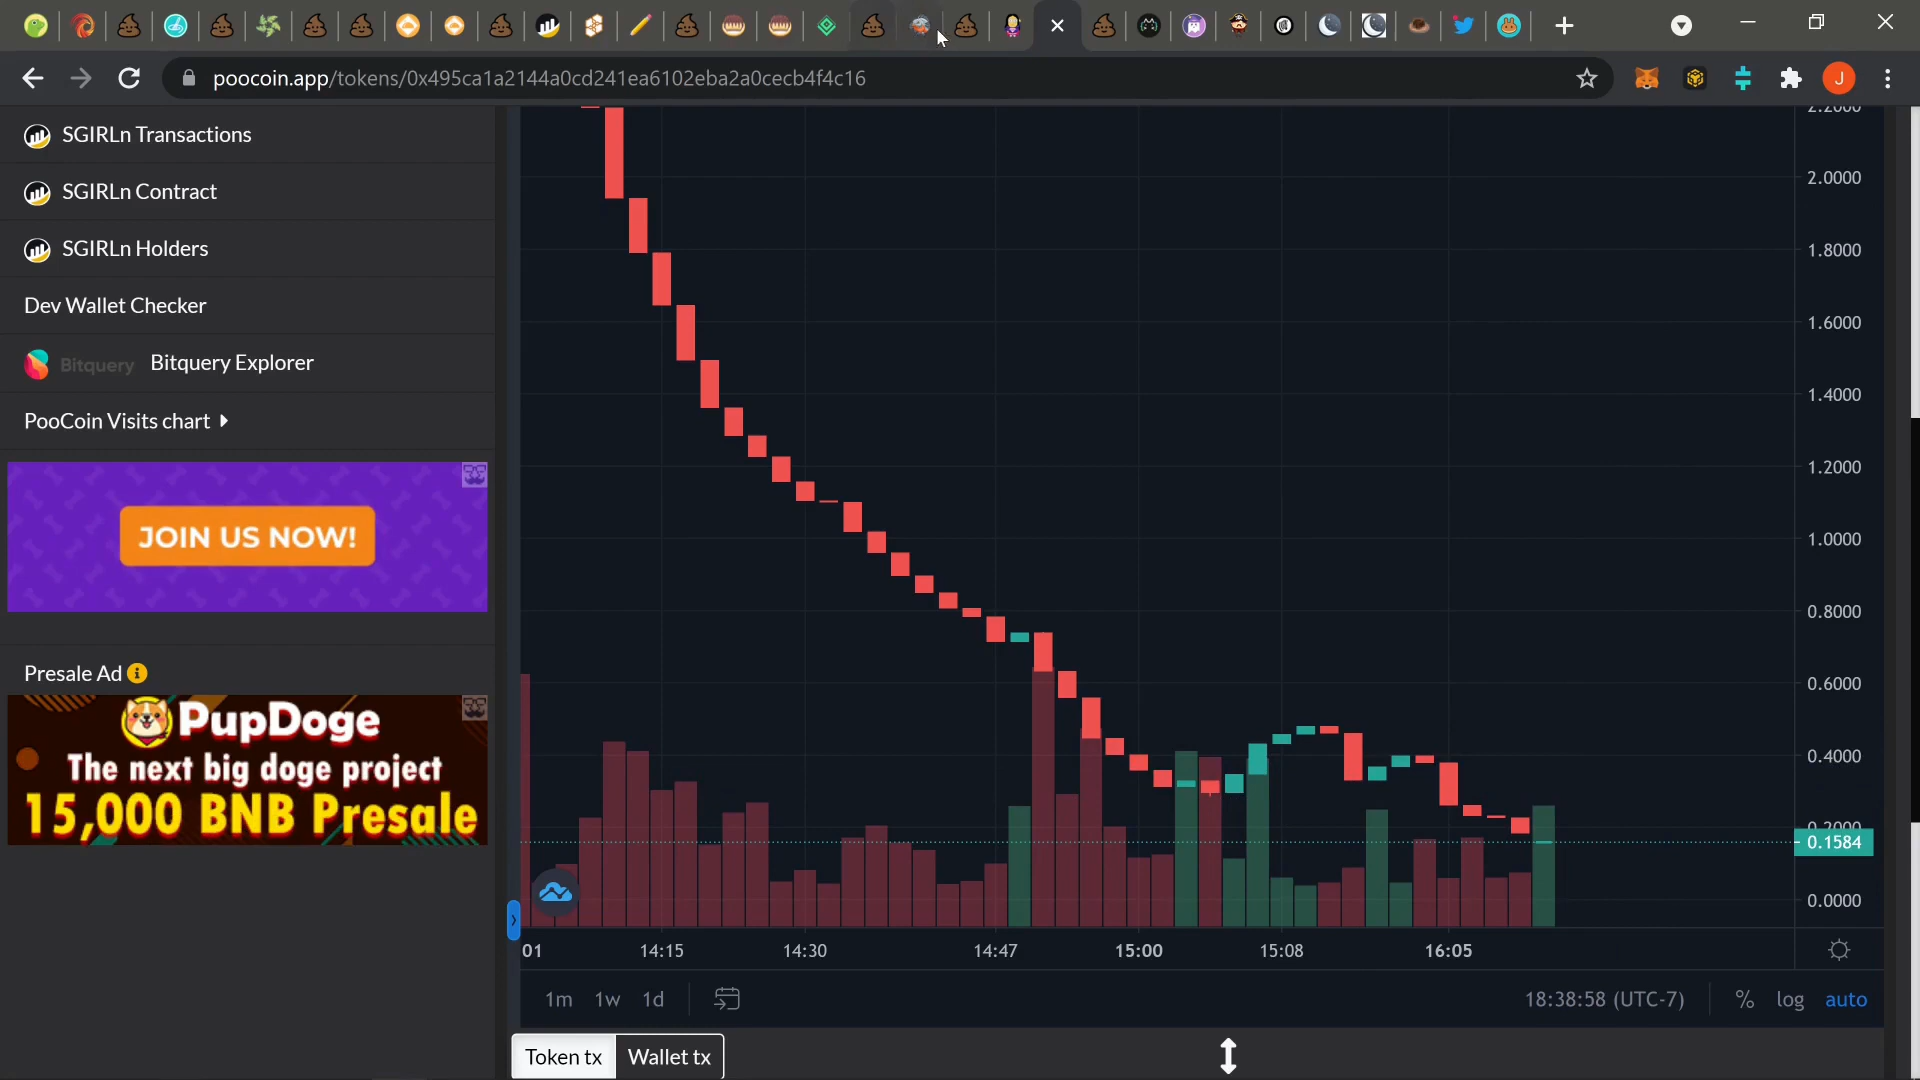 poocoin.app/tokens/0x495ca1a2144a0cd241ea6102eba2a0cecb4f4c16
J
SGIRLn Transactions
SGIRLn Contract
SGIRLn Holders
Dev Wallet Checker
Bitquery Bitquery Explorer
PooCoin Visits chart
JOIN US NOW!
Presale Ad
PupDoge
The next big doge project
15,000 BNB Presale
2.2000
2.0000
1.8000
1.6000
1.4000
1.2000
1.0000
0.8000
0.6000
0.4000
0.2000
0.1584
0.0000
01 14:15 14:30 14:47 15:00 15:08 16:05
1m 1w 1d 18:38:58 (UTC-7) % log auto
Token tx Wallet tx